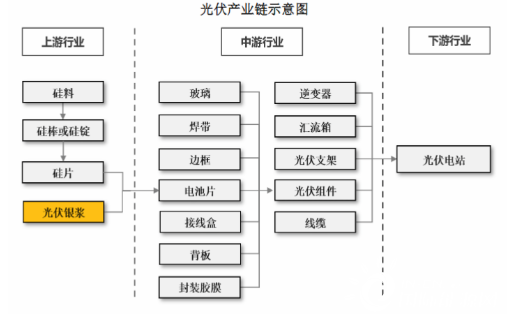 光伏产业链示意图
上游行业
中游行业
下游行业
硅料
硅棒或硅锭
硅片
光伏银浆
玻璃
焊带
边框
电池片
接线盒
背板
封装胶膜
逆变器
汇流箱
光伏支架
光伏组件
线缆
光伏电站